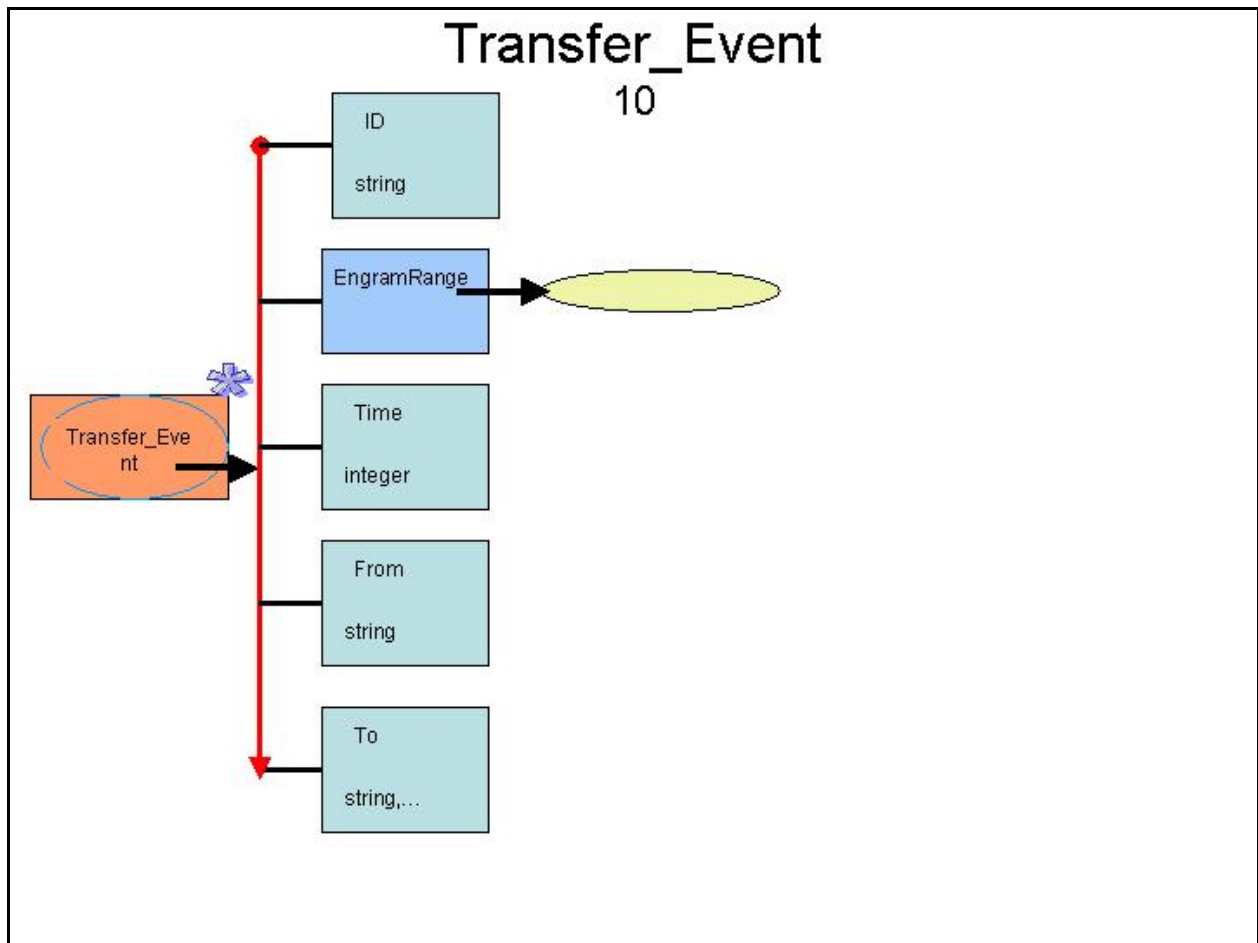 Transfer_Event
10
ID
string
EngramRange
Time
integer
Transfer_Eve
nt
From
string
To
string,...